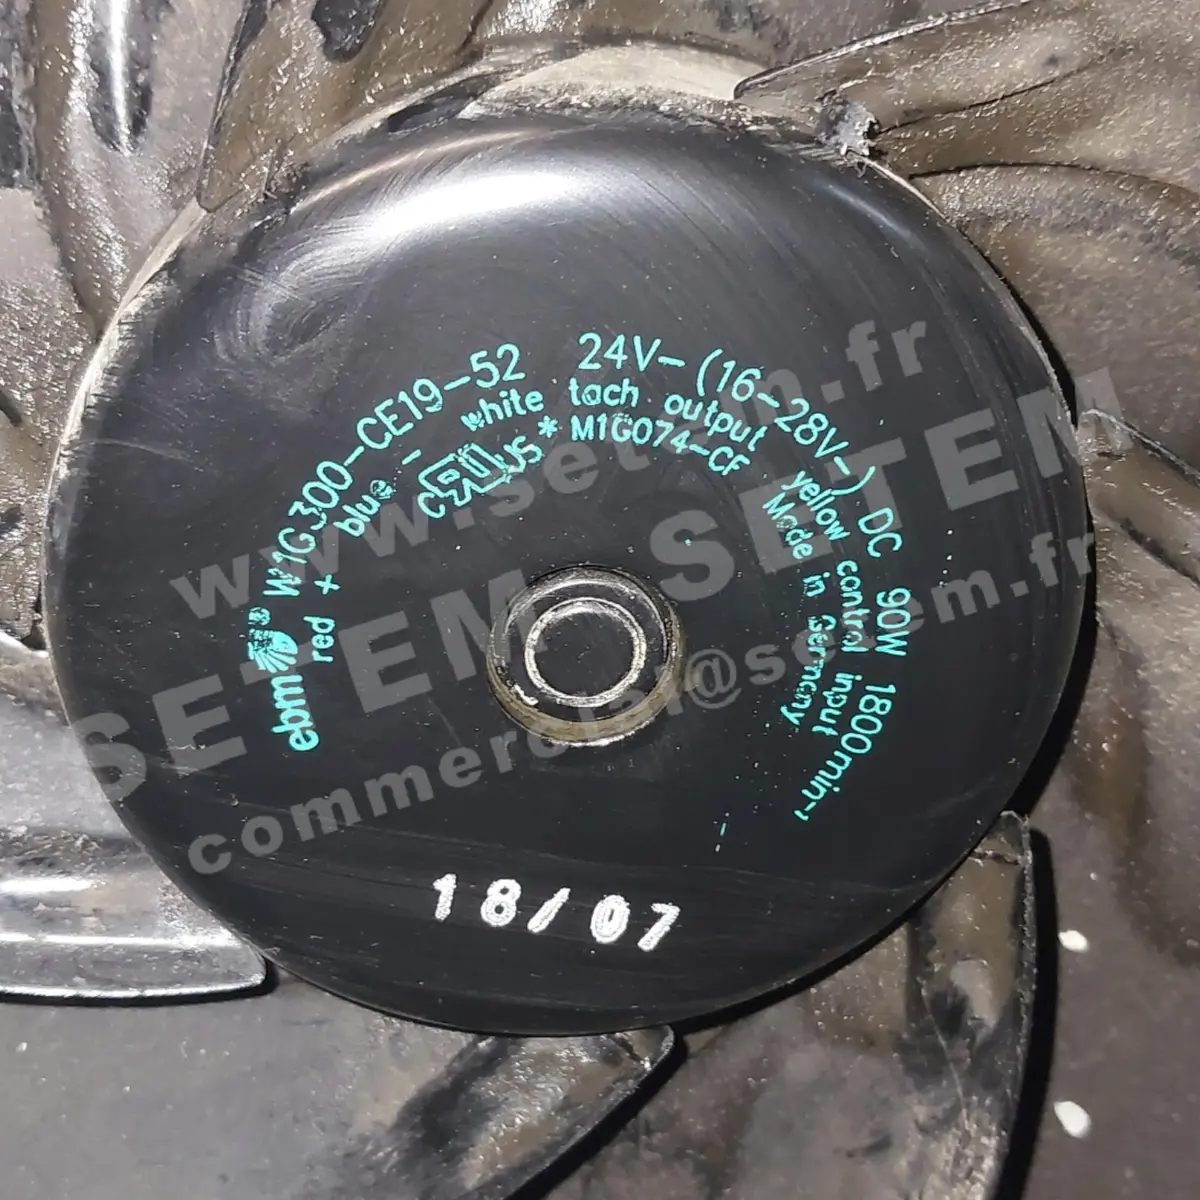 ebm W1G300-CE19-52 24V⎓ (16-28V⎓) DC 90W 1800min⁻¹
red + blue - white tach output yellow control input
cRUus * M1G074-CF Made in Germany
18/07
www.setem.fr
SETEM SETEM
commercial@setem.fr